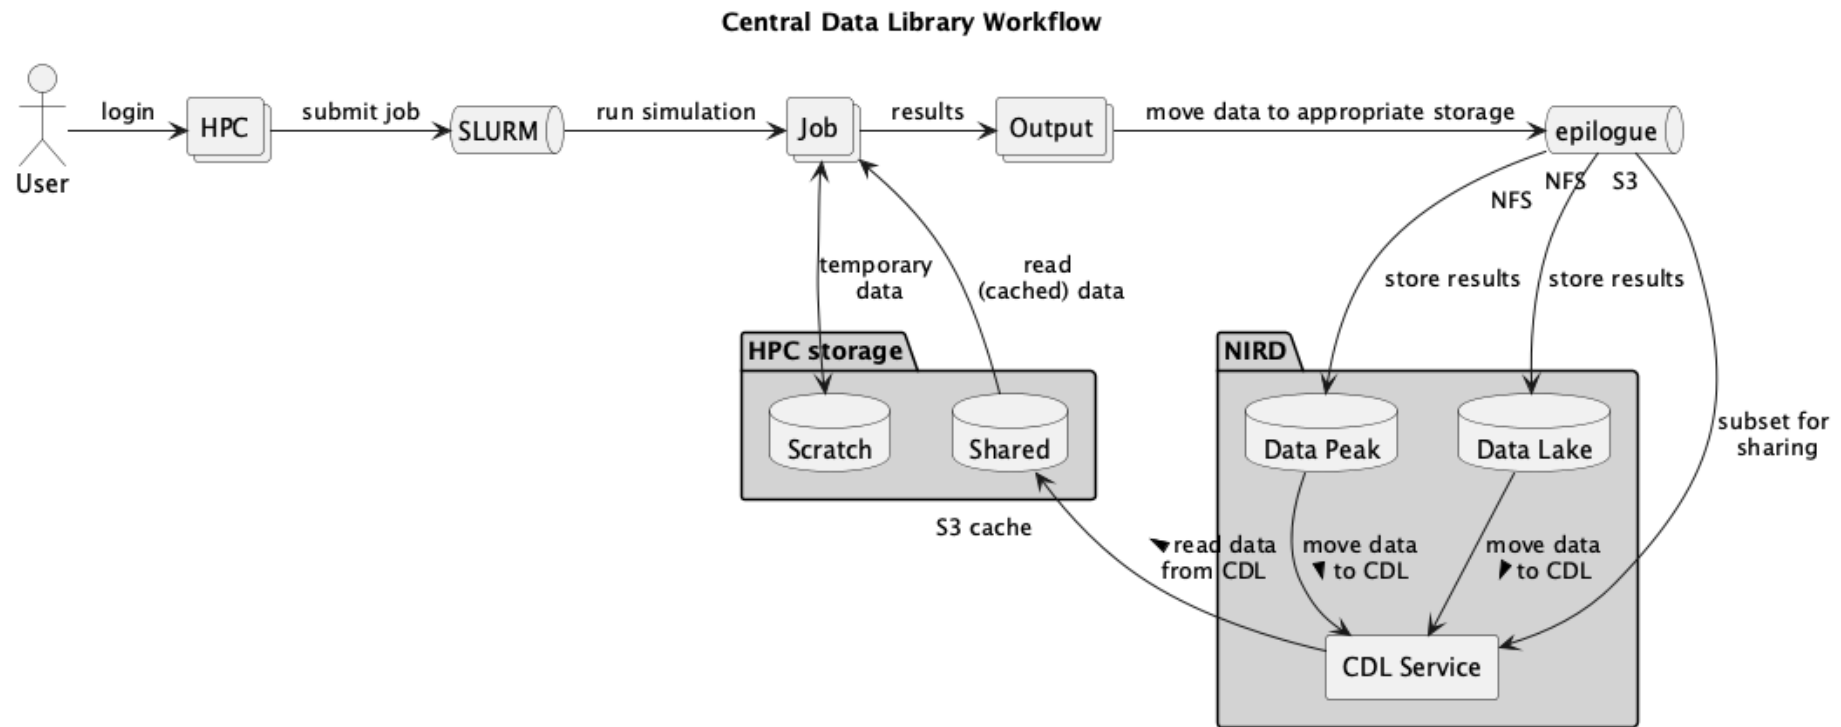 Central Data Library Workflow
User
login
HPC
submit job
SLURM
run simulation
Job
results
Output
move data to appropriate storage
epilogue
NFS
NFS
S3
temporary
data
read
(cached) data
store results
store results
subset for
sharing
HPC storage
Scratch
Shared
S3 cache
NIRD
Data Peak
Data Lake
read data
from CDL
move data
to CDL
move data
to CDL
CDL Service